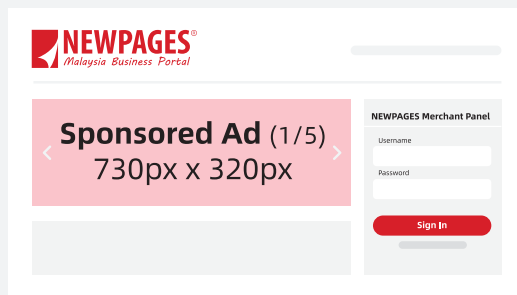 NEWPAGES®
Malaysia Business Portal
Sponsored Ad (1/5)
730px x 320px
NEWPAGES Merchant Panel
Username
Password
Sign In